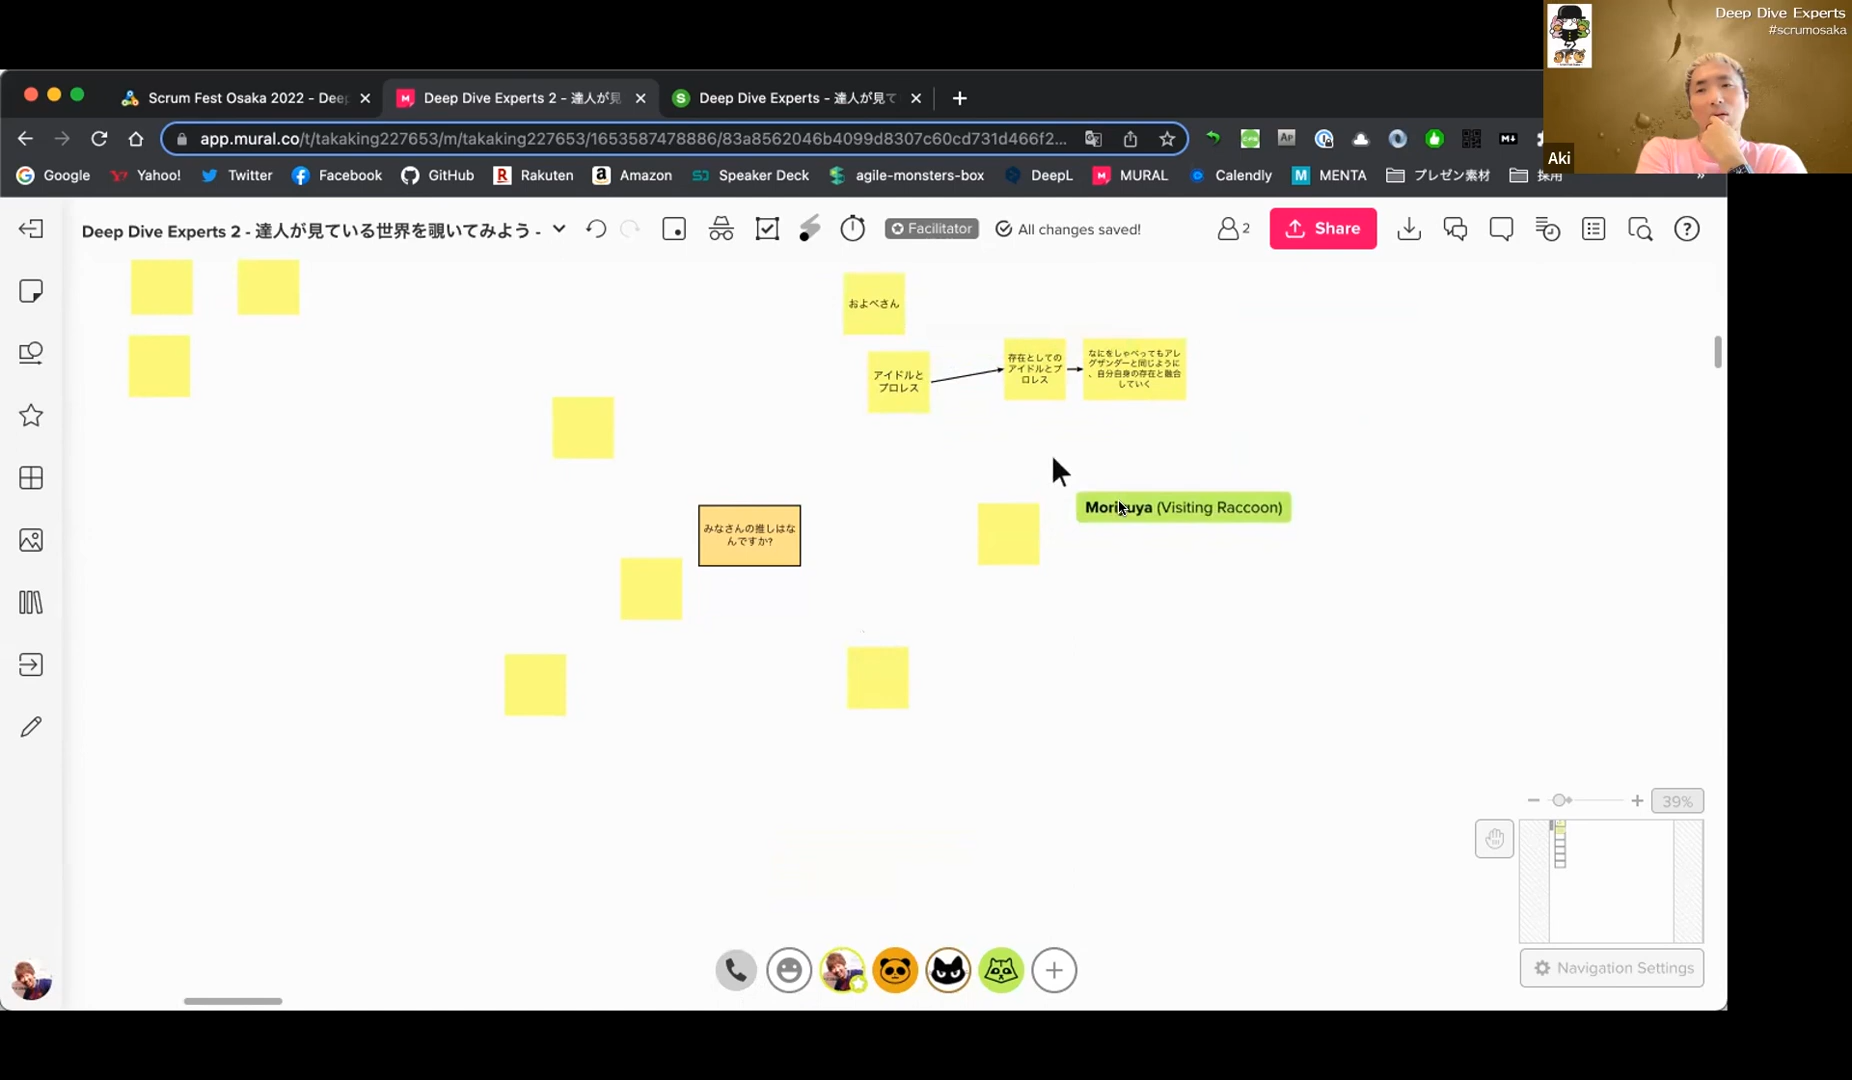 Deep Dive Experts
#scrumosaka
Aki
Scrum Fest Osaka 2022 - Deep
Deep Dive Experts 2 - 達人が見
Deep Dive Experts - 達人が見て
app.mural.co/t/takaking227653/m/takaking227653/1653587478886/83a8562046b4099d8307c60cd731d466f2...
Google
Yahoo!
Twitter
Facebook
GitHub
Rakuten
Amazon
Speaker Deck
agile-monsters-box
DeepL
MURAL
Calendly
MENTA
プレゼン素材
採用
Deep Dive Experts 2 - 達人が見ている世界を覗いてみよう -
Facilitator
All changes saved!
2
Share
およべさん
アイドルと
プロレス
存在としての
アイドルとプ
ロレス
なにをしゃべってもアレ
グザンダーと同じように
、自分自身の存在と融合
していく
(Visiting Raccoon)
みなさんの推しはな
んですか?
39%
Navigation Settings